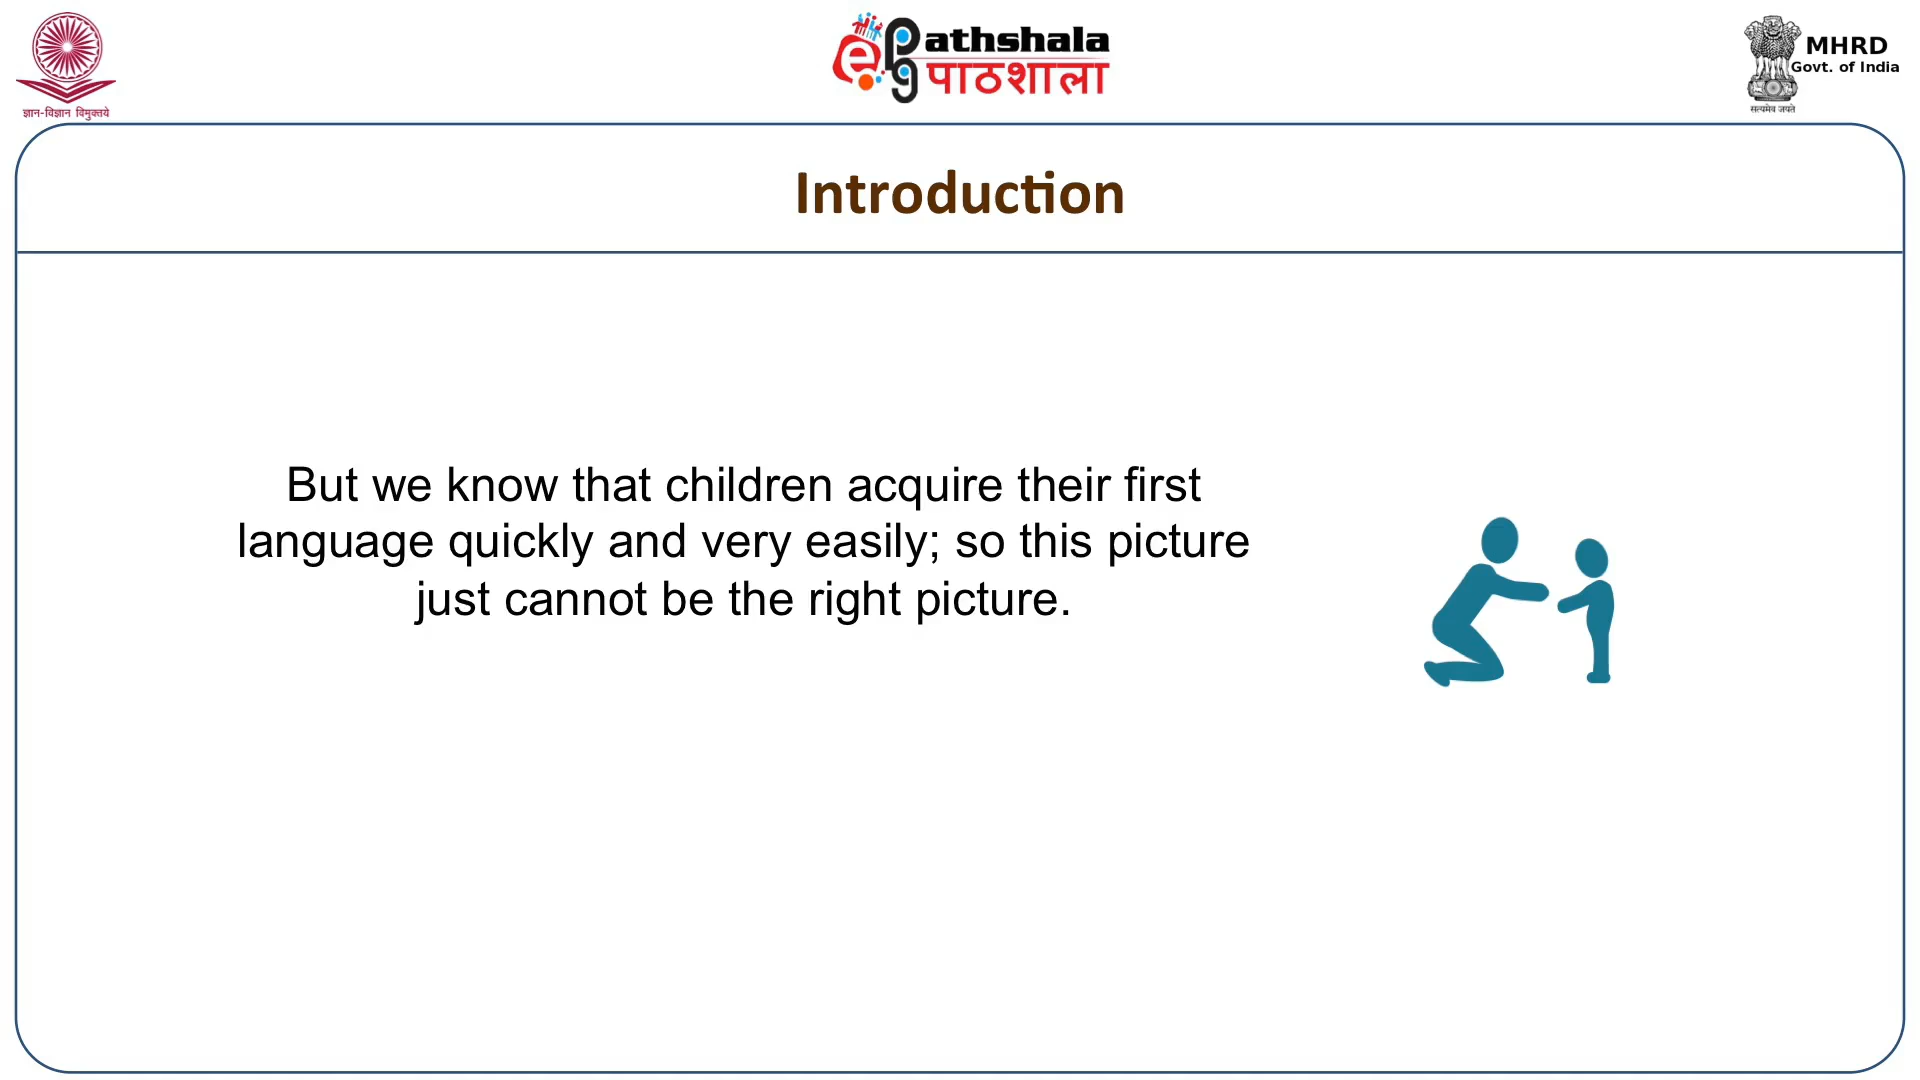 ज्ञान-विज्ञान विमुक्तये
ePg Pathshala
पाठशाला
MHRD
Govt. of India
सत्यमेव जयते
Introduction
But we know that children acquire their first
language quickly and very easily; so this picture
just cannot be the right picture.